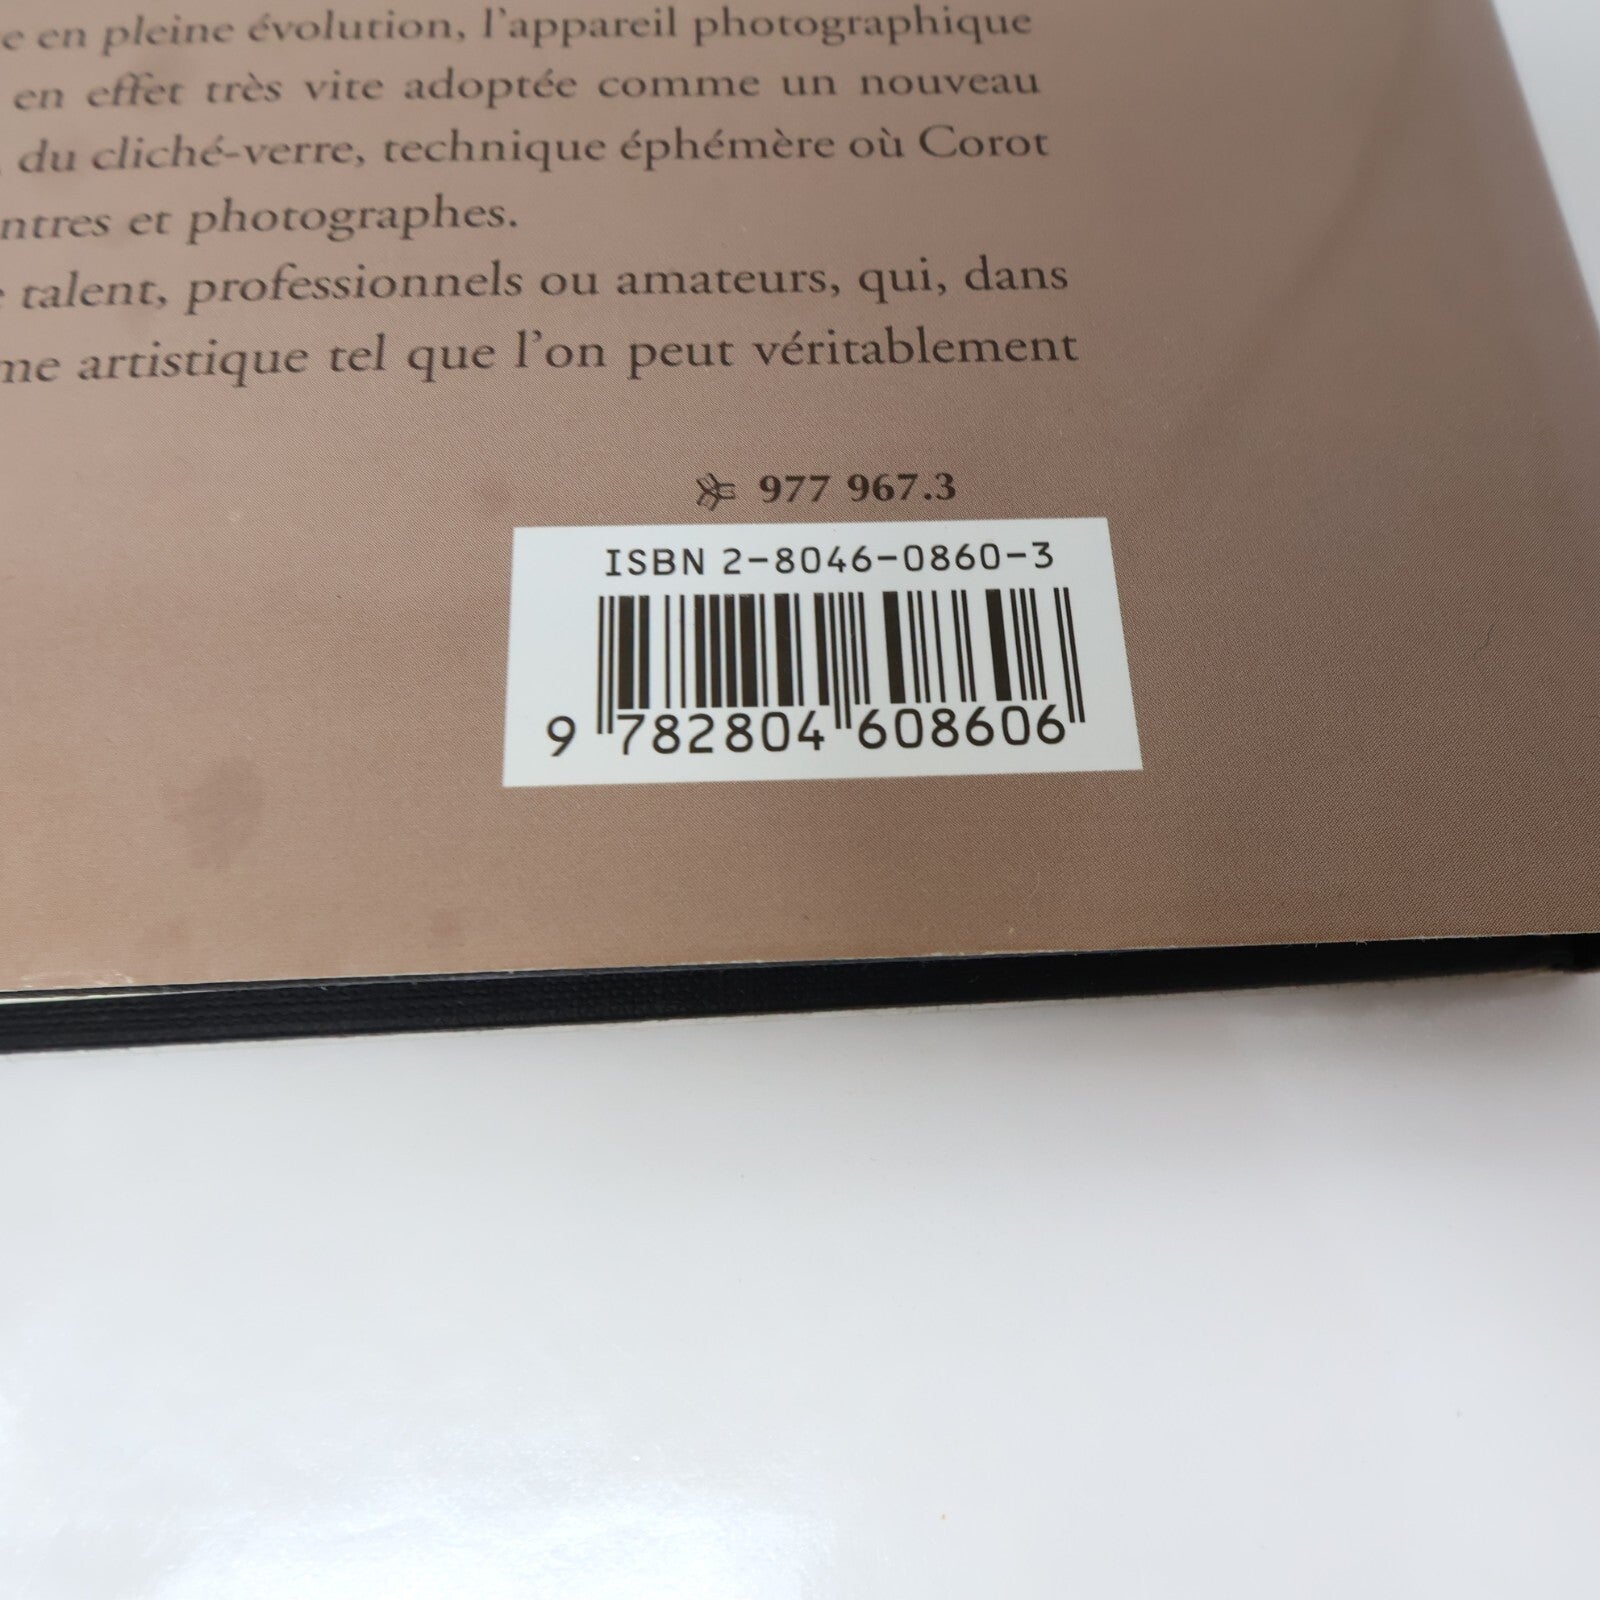 e en pleine évolution, l'appareil photographique
en effet très vite adoptée comme un nouveau
du cliché-verre, technique éphémère où Corot
ntres et photographes.
talent, professionnels ou amateurs, qui, dans
me artistique tel que l'on peut véritablement
977 967.3
ISBN 2-8046-0860-3
9 782804 608606